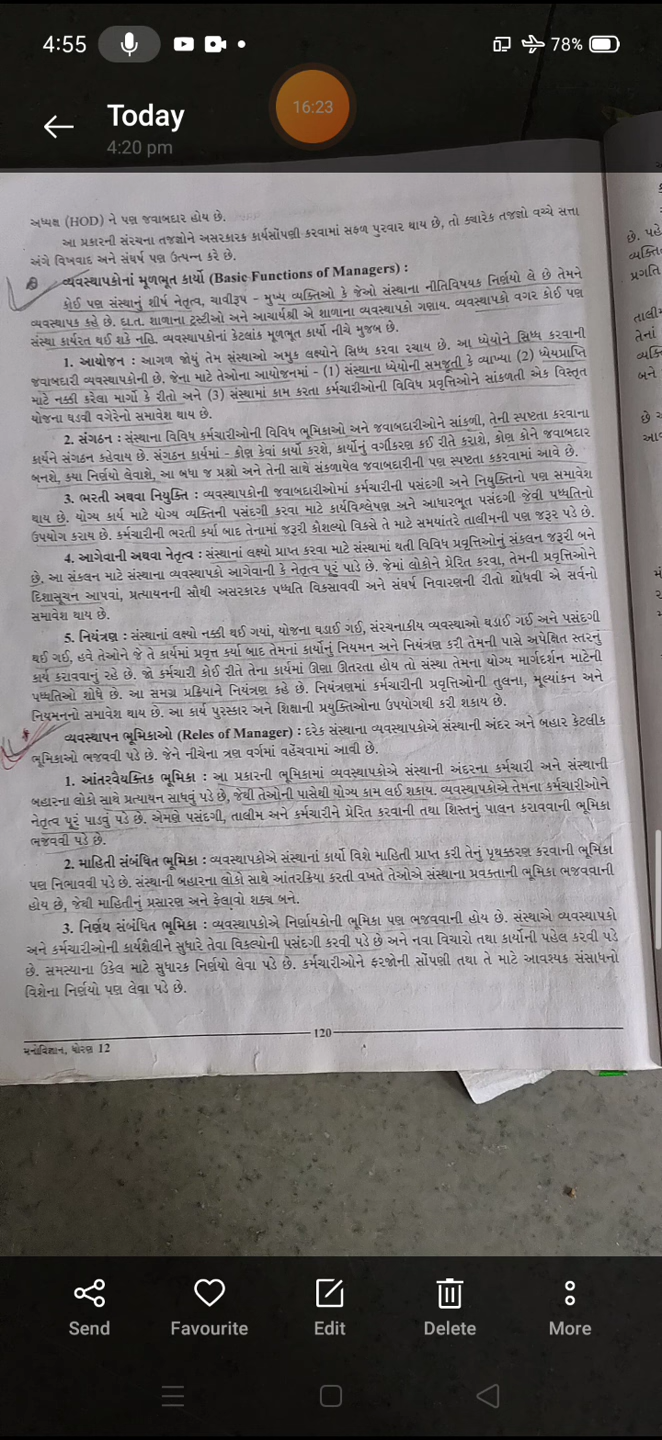 4:55
78%
16:23
Today
4:20 pm
અધ્યક્ષ (HOD) ને પણ જવાબદાર હોય છે.
આ પ્રકારની સંરચના તજજ્ઞોને અસરકારક કાર્યસોંપણી કરવામાં સફળ પુરવાર થાય છે, તો ક્યારેક તજજ્ઞો વચ્ચે સત્તા
અંગે વિખવાદ અને સંઘર્ષ પણ ઉત્પન્ન કરે છે.
વ્યવસ્થાપકોનાં મૂળભૂત કાર્યો (Basic Functions of Managers) :
કોઈ પણ સંસ્થાનું શીર્ષ નેતૃત્વ, ચાવીરૂપ – મુખ્ય વ્યક્તિઓ કે જેઓ સંસ્થાના નીતિવિષયક નિર્ણયો લે છે તેમને
વ્યવસ્થાપક કહે છે. દા.ત. શાળાના ટ્રસ્ટીઓ અને આચાર્યશ્રી એ શાળાના વ્યવસ્થાપકો ગણાય. વ્યવસ્થાપકો વગર કોઈ પણ
સંસ્થા કાર્યરત થઈ શકે નહિ. વ્યવસ્થાપકોનાં કેટલાંક મૂળભૂત કાર્યો નીચે મુજબ છે.
1. આયોજન : આગળ જોયું તેમ સંસ્થાઓ અમુક લક્ષ્યોને સિધ્ધ કરવા રચાય છે. આ ધ્યેયોને સિધ્ધ કરવાની
જવાબદારી વ્યવસ્થાપકોની છે. જેના માટે તેઓના આયોજનમાં - (1) સંસ્થાના ધ્યેયોની સમજૂતી કે વ્યાખ્યા (2) ધ્યેયપ્રાપ્તિ
માટે નક્કી કરેલા માર્ગો કે રીતો અને (3) સંસ્થામાં કામ કરતા કર્મચારીઓની વિવિધ પ્રવૃત્તિઓને સાંકળતી એક વિસ્તૃત
યોજના ઘડવી વગેરેનો સમાવેશ થાય છે.
2. સંગઠન : સંસ્થાના વિવિધ કર્મચારીઓની વિવિધ ભૂમિકાઓ અને જવાબદારીઓને સાંકળી, તેની સ્પષ્ટતા કરવાના
કાર્યને સંગઠન કહેવાય છે. સંગઠન કાર્યમાં - કોણ કેવાં કાર્યો કરશે, કાર્યોનું વર્ગીકરણ કઈ રીતે કરાશે, કોણ કોને જવાબદાર
બનશે, ક્યા નિર્ણયો લેવાશે, આ બધા જ પ્રશ્નો અને તેની સાથે સંકળાયેલ જવાબદારીની પણ સ્પષ્ટતા કકરવામાં આવે છે.
3. ભરતી અથવા નિયુક્તિ : વ્યવસ્થાપકોની જવાબદારીઓમાં કર્મચારીની પસંદગી અને નિયુક્તિનો પણ સમાવેશ
થાય છે. યોગ્ય કાર્ય માટે યોગ્ય વ્યક્તિની પસંદગી કરવા માટે કાર્યવિશ્લેષણ અને આધારભૂત પસંદગી જેવી પધ્ધતિનો
ઉપયોગ કરાય છે. કર્મચારીની ભરતી ર્ક્યા બાદ તેનામાં જરૂરી કોશલ્યો વિકસે તે માટે સમયાંતરે તાલીમની પણ જરૂર પડે છે.
4. આગેવાની અથવા નેતૃત્વ : સંસ્થાનાં લક્ષ્યો પ્રાપ્ત કરવા માટે સંસ્થામાં થતી વિવિધ પ્રવૃત્તિઓનું સંકલન જરૂરી બને
છે. આ સંકલન માટે સંસ્થાના વ્યવસ્થાપકો આગેવાની કે નેતૃત્વ પૂરું પાડે છે. જેમાં લોકોને પ્રેરિત કરવા, તેમની પ્રવૃત્તિઓને
દિશાસૂચન આપવાં, પ્રત્યાયનની સૌથી અસરકારક પધ્ધતિ વિકસાવવી અને સંઘર્ષ નિવારણની રીતો શોધવી એ સર્વનો
સમાવેશ થાય છે.
5. નિયંત્રણ : સંસ્થાનાં લક્ષ્યો નક્કી થઈ ગયાં, યોજના ઘડાઈ ગઈ, સંરચનાકીય વ્યવસ્થાઓ ઘડાઈ ગઈ અને પસંદગી
થઈ ગઈ, હવે તેઓને જે તે કાર્યમાં પ્રવૃત્ત ર્ક્યા બાદ તેમનાં કાર્યોનું નિયમન અને નિયંત્રણ કરી તેમની પાસે અપેક્ષિત સ્તરનું
કાર્ય કરાવવાનું રહે છે. જો કર્મચારી કોઈ રીતે તેના કાર્યમાં ઊણા ઊતરતા હોય તો સંસ્થા તેમના યોગ્ય માર્ગદર્શન માટેની
પધ્ધતિઓ શોધે છે. આ સમગ્ર પ્રક્રિયાને નિયંત્રણ કહે છે. નિયંત્રણમાં કર્મચારીની પ્રવૃત્તિઓની તુલના, મૂલ્યાંકન અને
નિયમનનો સમાવેશ થાય છે. આ કાર્ય પુરસ્કાર અને શિક્ષાની પ્રયુક્તિઓના ઉપયોગથી કરી શકાય છે.
વ્યવસ્થાપન ભૂમિકાઓ (Reles of Manager) : દરેક સંસ્થાના વ્યવસ્થાપકોએ સંસ્થાની અંદર અને બહાર કેટલીક
ભૂમિકાઓ ભજવવી પડે છે. જેને નીચેના ત્રણ વર્ગમાં વહેંચવામાં આવી છે.
1. આંતરવૈયક્તિક ભૂમિકા : આ પ્રકારની ભૂમિકામાં વ્યવસ્થાપકોએ સંસ્થાની અંદરના કર્મચારી અને સંસ્થાની
બહારના લોકો સાથે પ્રત્યાયન સાધવું પડે છે, જેથી તેઓની પાસેથી યોગ્ય કામ લઈ શકાય. વ્યવસ્થાપકોએ તેમના કર્મચારીઓને
નેતૃત્વ પૂરું પાડવું પડે છે. એમણે પસંદગી, તાલીમ અને કર્મચારીને પ્રેરિત કરવાની તથા શિસ્તનું પાલન કરાવવાની ભૂમિકા
ભજવવી પડે છે.
2. માહિતી સંબંધિત ભૂમિકા : વ્યવસ્થાપકોએ સંસ્થાનાં કાર્યો વિશે માહિતી પ્રાપ્ત કરી તેનું પૃથક્કરણ કરવાની ભૂમિકા
પણ નિભાવવી પડે છે. સંસ્થાની બહારના લોકો સાથે આંતરક્રિયા કરતી વખતે તેઓએ સંસ્થાના પ્રવક્તાની ભૂમિકા ભજવવાની
હોય છે, જેથી માહિતીનું પ્રસારણ અને ફેલાવો શક્ય બને.
3. નિર્ણય સંબંધિત ભૂમિકા : વ્યવસ્થાપકોએ નિર્ણાયકોની ભૂમિકા પણ ભજવવાની હોય છે. સંસ્થાએ વ્યવસ્થાપકો
અને કર્મચારીઓની કાર્યશૈલીને સુધારે તેવા વિકલ્પોની પસંદગી કરવી પડે છે અને નવા વિચારો તથા કાર્યોની પહેલ કરવી પડે
છે. સમસ્યાના ઉકેલ માટે સુધારક નિર્ણયો લેવા પડે છે. કર્મચારીઓને ફરજોની સોંપણી તથા તે માટે આવશ્યક સંસાધનો
વિશેના નિર્ણયો પણ લેવા પડે છે.
120
મનોવિજ્ઞાન, ધોરણ 12
Send
Favourite
Edit
Delete
More